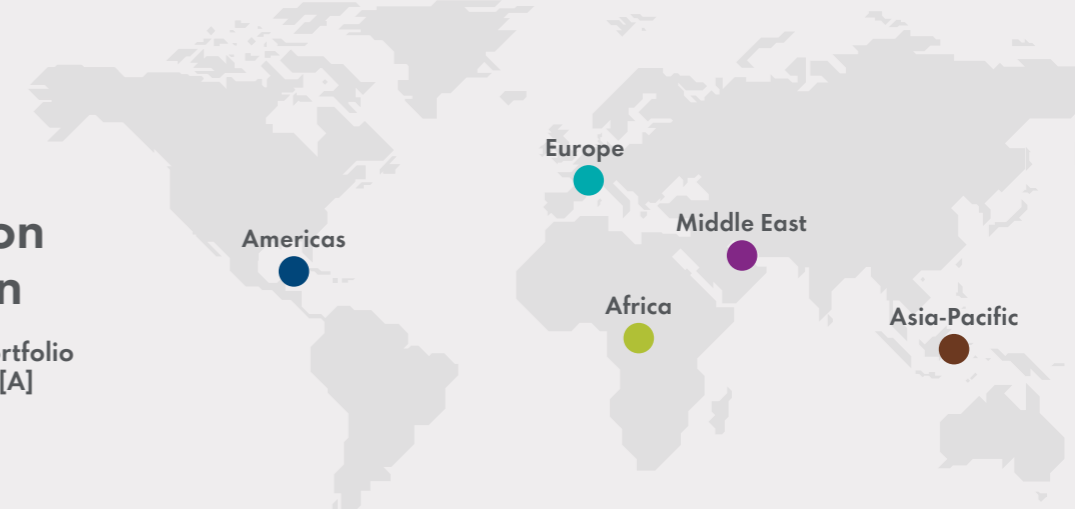 on
n
rtfolio
[A]
Americas
Europe
Middle East
Africa
Asia-Pacific